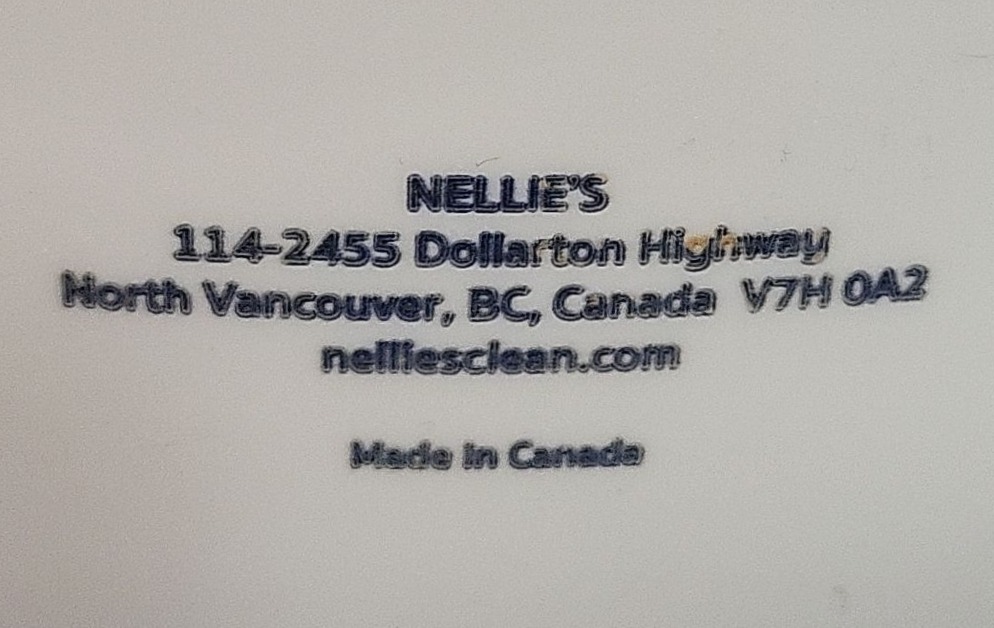 NELLIE'S
114-2455 Dollarton Highway
North Vancouver, BC, Canada V7H 0A2
nelliesclean.com
Made in Canada